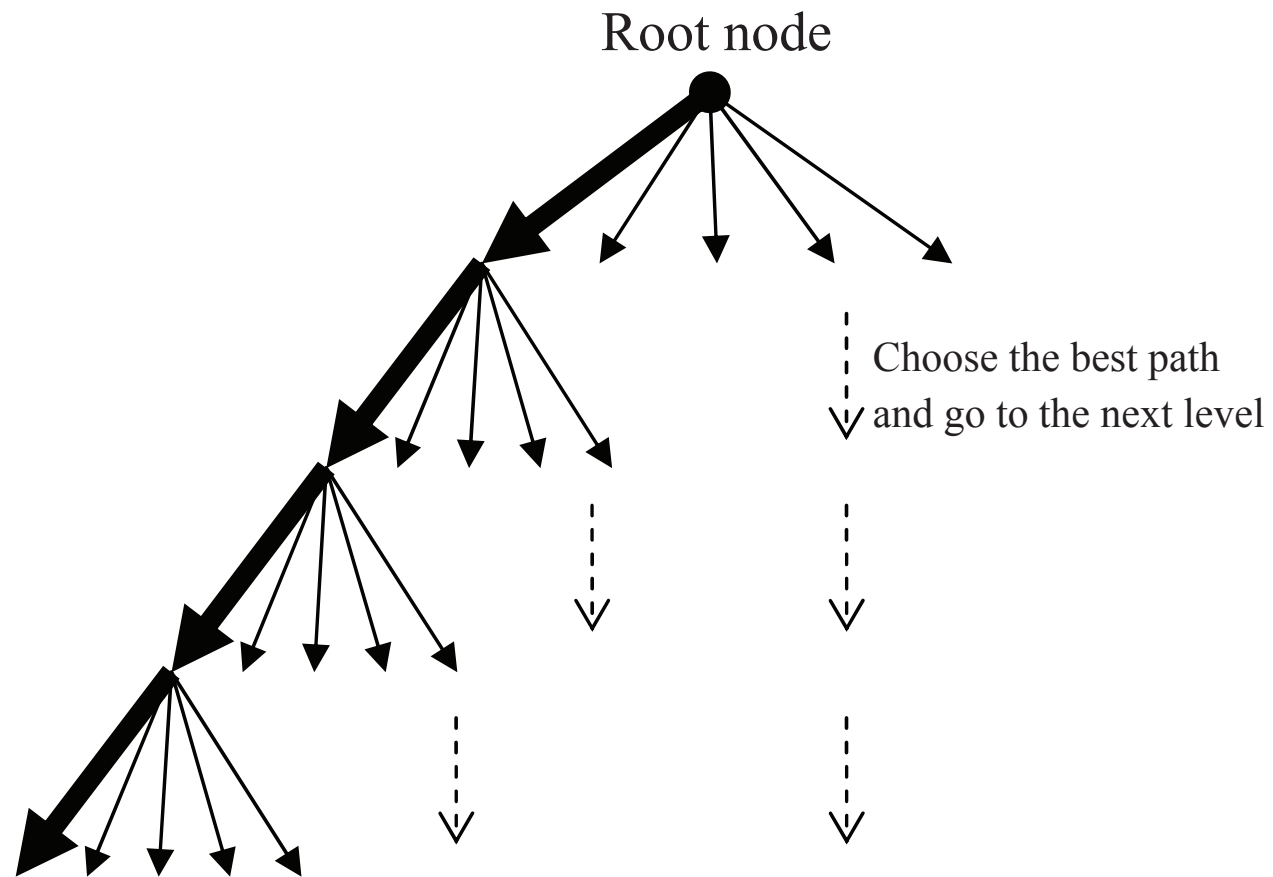 Root node
Choose the best path
and go to the next level